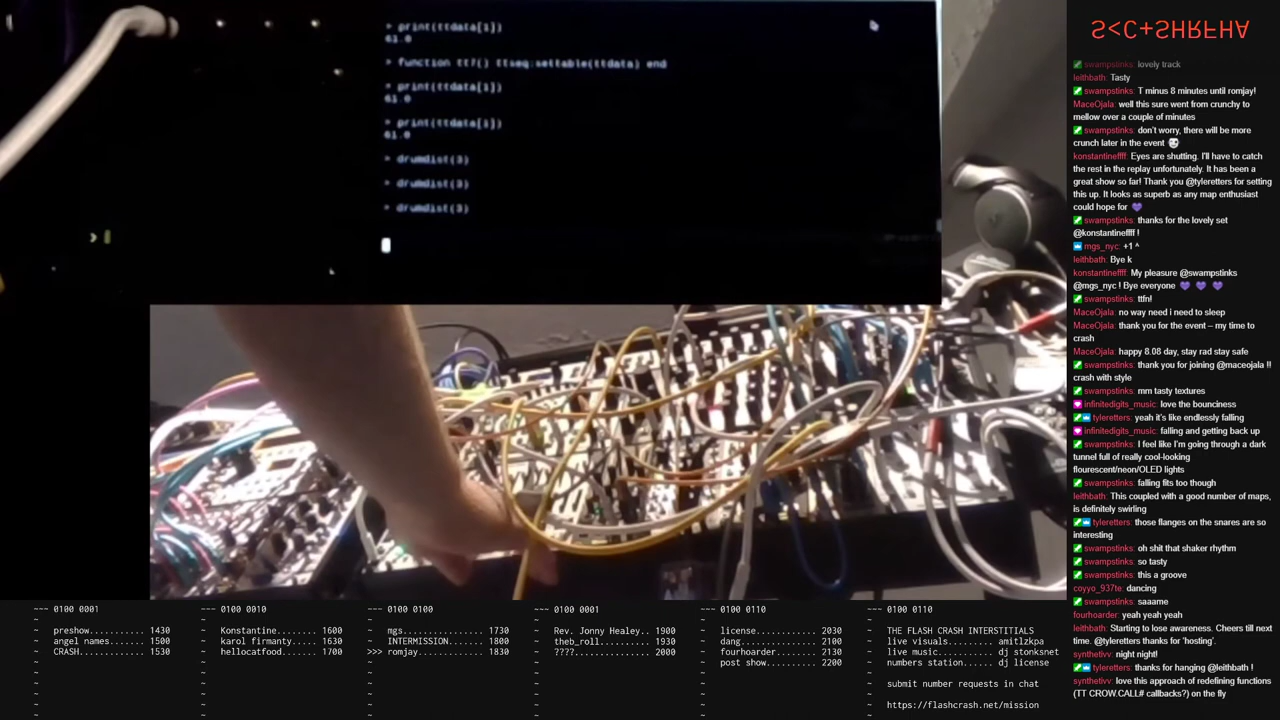 > print(ttdata[1])
61.0
> function tt7() ttseq:settable(ttdata) end
> print(ttdata[1])
61.0
> print(ttdata[1])
61.0
> drumdist(3)
> drumdist(3)
> drumdist(3)
S<C+SHRFHA
swampstinks: lovely track
leithbath: Tasty
swampstinks: T minus 8 minutes until romjay!
MaceOjala: well this sure went from crunchy to
mellow over a couple of minutes
swampstinks: don't worry, there will be more
crunch later in the event
konstantineffff: Eyes are shutting. I'll have to catch
the rest in the replay unfortunately. It has been a
great show so far! Thank you @tyleretters for setting
this up. It looks as superb as any map enthusiast
could hope for 💜
swampstinks: thanks for the lovely set
@konstantineffff !
mgs_nyc: +1 ^
leithbath: Bye k
konstantineffff: My pleasure @swampstinks
@mgs_nyc ! Bye everyone 💜 💜 💜
swampstinks: ttfn!
MaceOjala: no way need i need to sleep
MaceOjala: thank you for the event – my time to
crash
MaceOjala: happy 8.08 day, stay rad stay safe
swampstinks: thank you for joining @maceojala !!
crash with style
swampstinks: mm tasty textures
infinitedigits_music: love the bounciness
tyleretters: yeah it's like endlessly falling
infinitedigits_music: falling and getting back up
swampstinks: I feel like I'm going through a dark
tunnel full of really cool-looking
flourescent/neon/OLED lights
swampstinks: falling fits too though
leithbath: This coupled with a good number of maps,
is definitely swirling
tyleretters: those flanges on the snares are so
interesting
swampstinks: oh shit that shaker rhythm
swampstinks: so tasty
swampstinks: this a groove
coyyo_937te: dancing
swampstinks: saaame
fourhoarder: yeah yeah yeah
leithbath: Starting to lose awareness. Cheers till next
time. @tyleretters thanks for 'hosting'.
synthetivv: night night!
tyleretters: thanks for hanging @leithbath !
synthetivv: love this approach of redefining functions
(TT CROW.CALL# callbacks?) on the fly
~~~ 0100 0001
preshow........... 1430
angel names....... 1500
CRASH............. 1530
~~~ 0100 0010
Konstantine....... 1600
karol firmanty.... 1630
hellocatfood...... 1700
~~~ 0100 0100
mgs............... 1730
INTERMISSION...... 1800
>>> romjay............ 1830
~~~ 0100 0001
Rev. Jonny Healey.. 1900
theb_roll......... 1930
????.............. 2000
~~~ 0100 0110
license........... 2030
dang.............. 2100
fourhoarder....... 2130
post show......... 2200
~~~ 0100 0110
THE FLASH CRASH INTERSTITIALS
live visuals...... amitlzkpa
live music........ dj stonksnet
numbers station... dj license
submit number requests in chat
https://flashcrash.net/mission